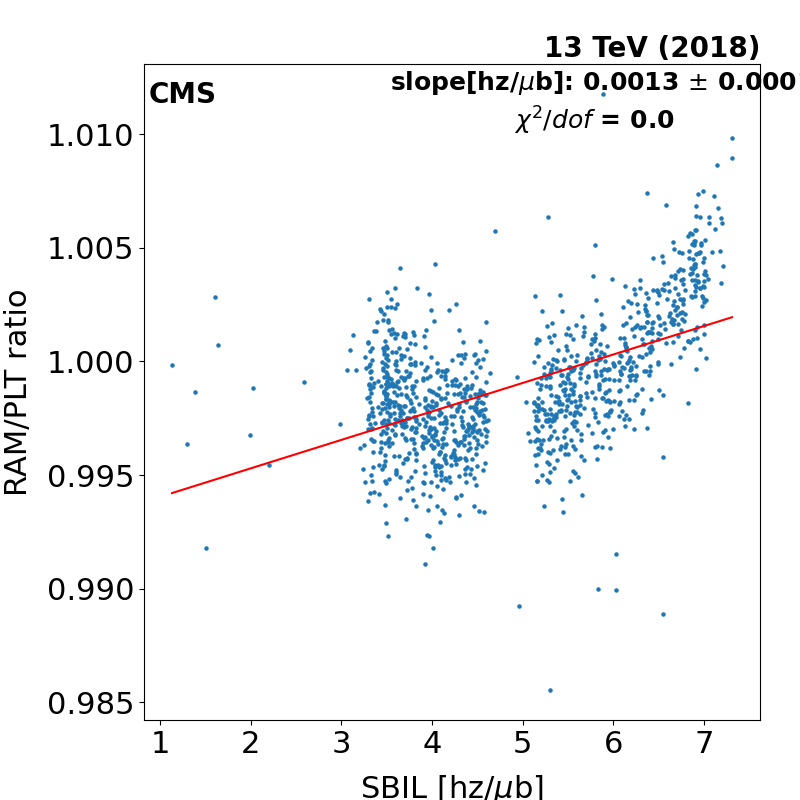 13 TeV (2018)
CMS
slope[hz/μb]: 0.0013 ± 0.000
χ²/dof = 0.0
RAM/PLT ratio
1.010
1.005
1.000
0.995
0.990
0.985
1 2 3 4 5 6 7
SBIL [hz/μb]